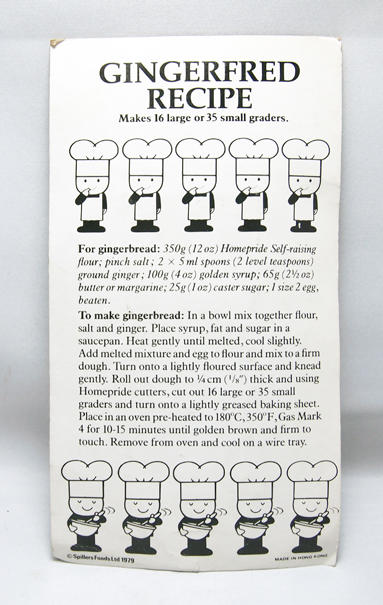 GINGERFRED
RECIPE
Makes 16 large or 35 small graders.
For gingerbread: 350g (12 oz) Homepride Self-raising
flour; pinch salt; 2 × 5 ml spoons (2 level teaspoons)
ground ginger; 100g (4 oz) golden syrup; 65g (2½ oz)
butter or margarine; 25g (1 oz) caster sugar; 1 size 2 egg,
beaten.
To make gingerbread: In a bowl mix together flour,
salt and ginger. Place syrup, fat and sugar in a
saucepan. Heat gently until melted, cool slightly.
Add melted mixture and egg to flour and mix to a firm
dough. Turn onto a lightly floured surface and knead
gently. Roll out dough to ¼ cm (⅛") thick and using
Homepride cutters, cut out 16 large or 35 small
graders and turn onto a lightly greased baking sheet.
Place in an oven pre-heated to 180°C, 350°F, Gas Mark
4 for 10-15 minutes until golden brown and firm to
touch. Remove from oven and cool on a wire tray.
© Spillers Foods Ltd 1979
MADE IN HONG KONG